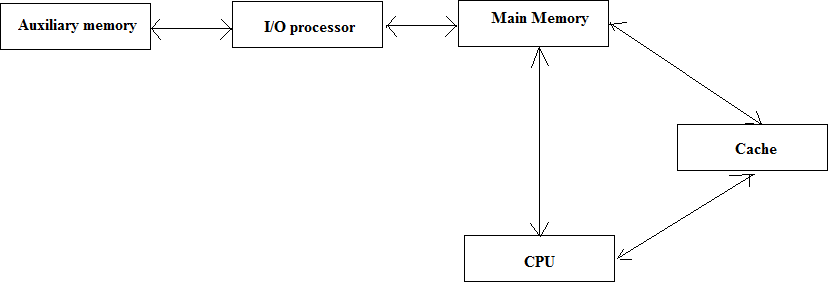 Auxiliary memory
I/O processor
Main Memory
Cache
CPU